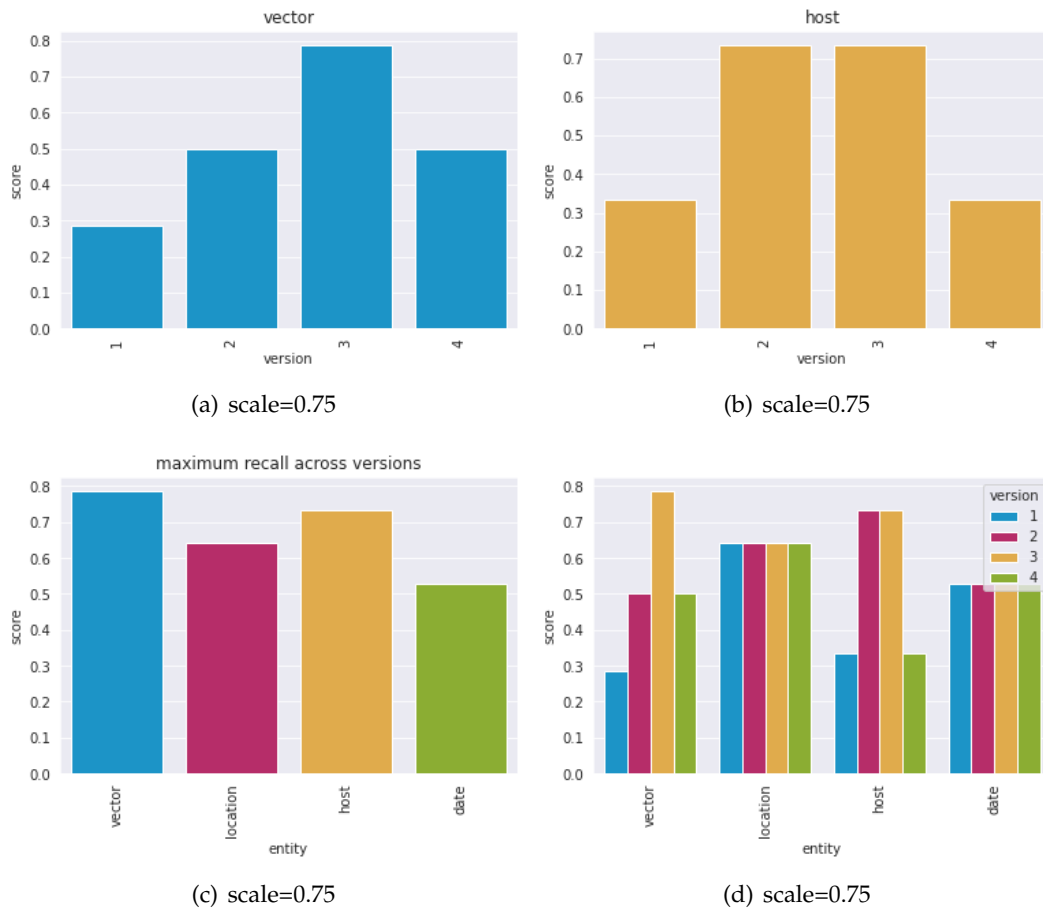 vector
0.8
0.7
0.6
0.5
0.4
0.3
0.2
0.1
0.0
score
1
2
3
4
version
(a) scale=0.75
host
0.7
0.6
0.5
0.4
0.3
0.2
0.1
0.0
score
1
2
3
4
version
(b) scale=0.75
maximum recall across versions
0.8
0.7
0.6
0.5
0.4
0.3
0.2
0.1
0.0
score
vector
location
host
date
entity
(c) scale=0.75
0.8
0.7
0.6
0.5
0.4
0.3
0.2
0.1
0.0
score
version
1
2
3
4
vector
location
host
date
entity
(d) scale=0.75